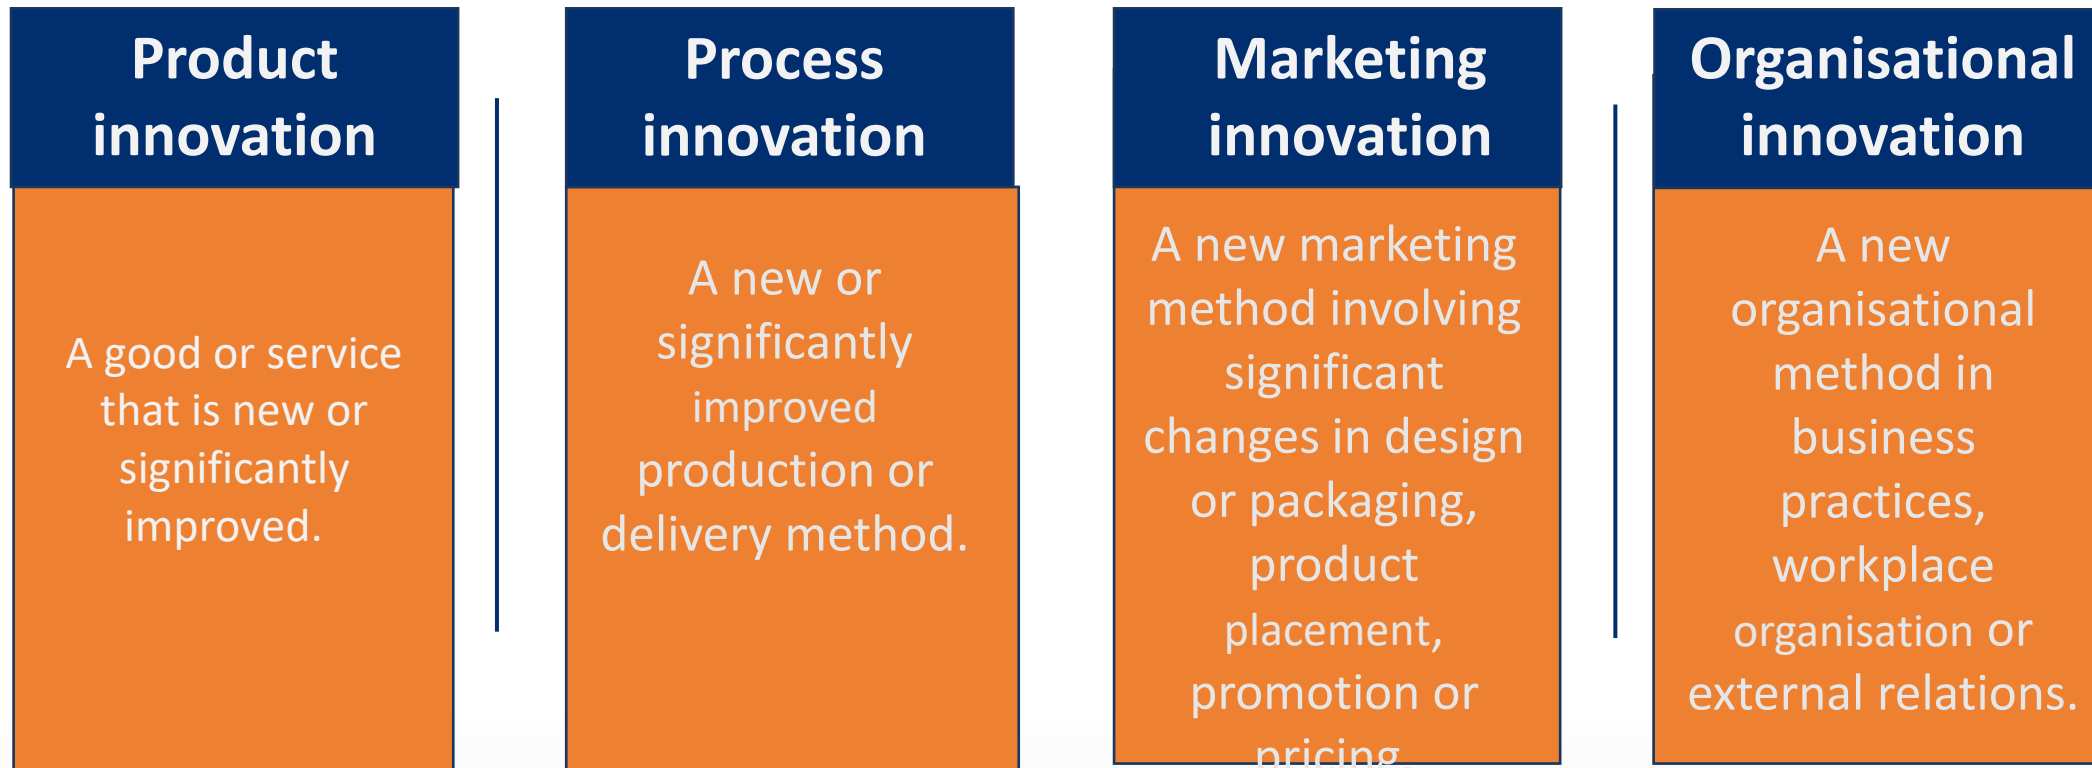 Product
innovation
A good or service
that is new or
significantly
improved.
Process
innovation
A new or
significantly
improved
production or
delivery method.
Marketing
innovation
A new marketing
method involving
significant
changes in design
or packaging,
product
placement,
promotion or
pricing.
Organisational
innovation
A new
organisational
method in
business
practices,
workplace
organisation or
external relations.